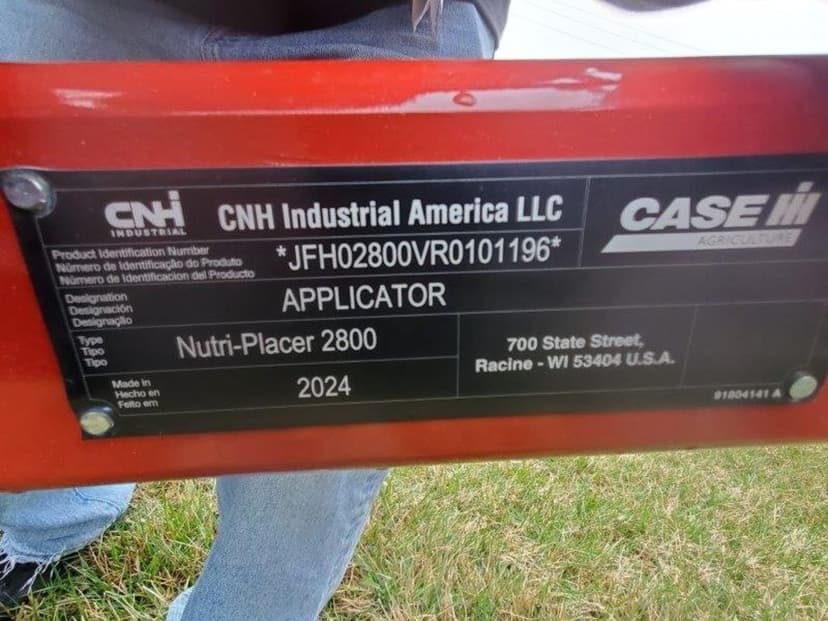 CNH
INDUSTRIAL
CNH Industrial America LLC
CASE IH
AGRICULTURE
Product Identification Number
Número de Identificação do Produto
Número de Identificacion del Producto
*JFH02800VR0101196*
Designation
Designación
Designação
APPLICATOR
Type
Tipo
Tipo
Nutri-Placer 2800
700 State Street,
Racine - WI 53404 U.S.A.
Made in
Hecho en
Feito em
2024
91804141 A